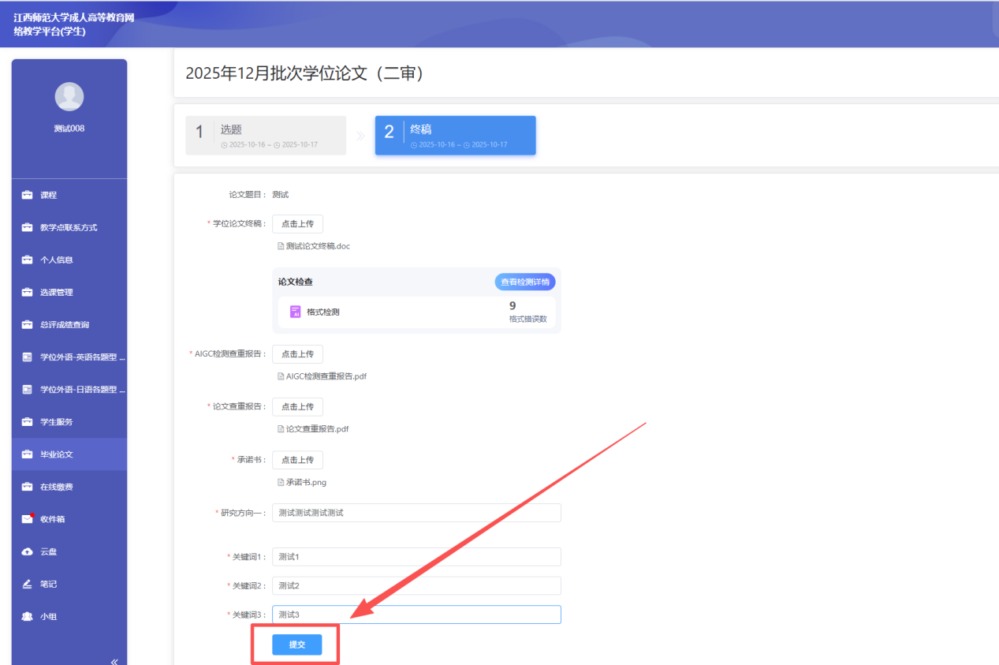 江西师范大学成人高等教育网
络教学平台(学生)
测试008
课程
教学点联系方式
个人信息
选课管理
总评成绩查询
学位外语-英语各题型 ...
学位外语-日语各题型 ...
学生服务
毕业论文
在线缴费
收件箱
云盘
笔记
小组
2025年12月批次学位论文（二审）
1 选题
2025-10-16 ~ 2025-10-17
2 终稿
2025-10-16 ~ 2025-10-17
论文题目： 测试
* 学位论文终稿： 点击上传
测试论文终稿.doc
论文检查 查看检测详情
格式检测 9
格式错误数
* AIGC检测查重报告： 点击上传
AIGC检测查重报告.pdf
* 论文查重报告： 点击上传
论文查重报告.pdf
* 承诺书： 点击上传
承诺书.png
* 研究方向一： 测试测试测试测试
* 关键词1： 测试1
* 关键词2： 测试2
* 关键词3： 测试3
提交